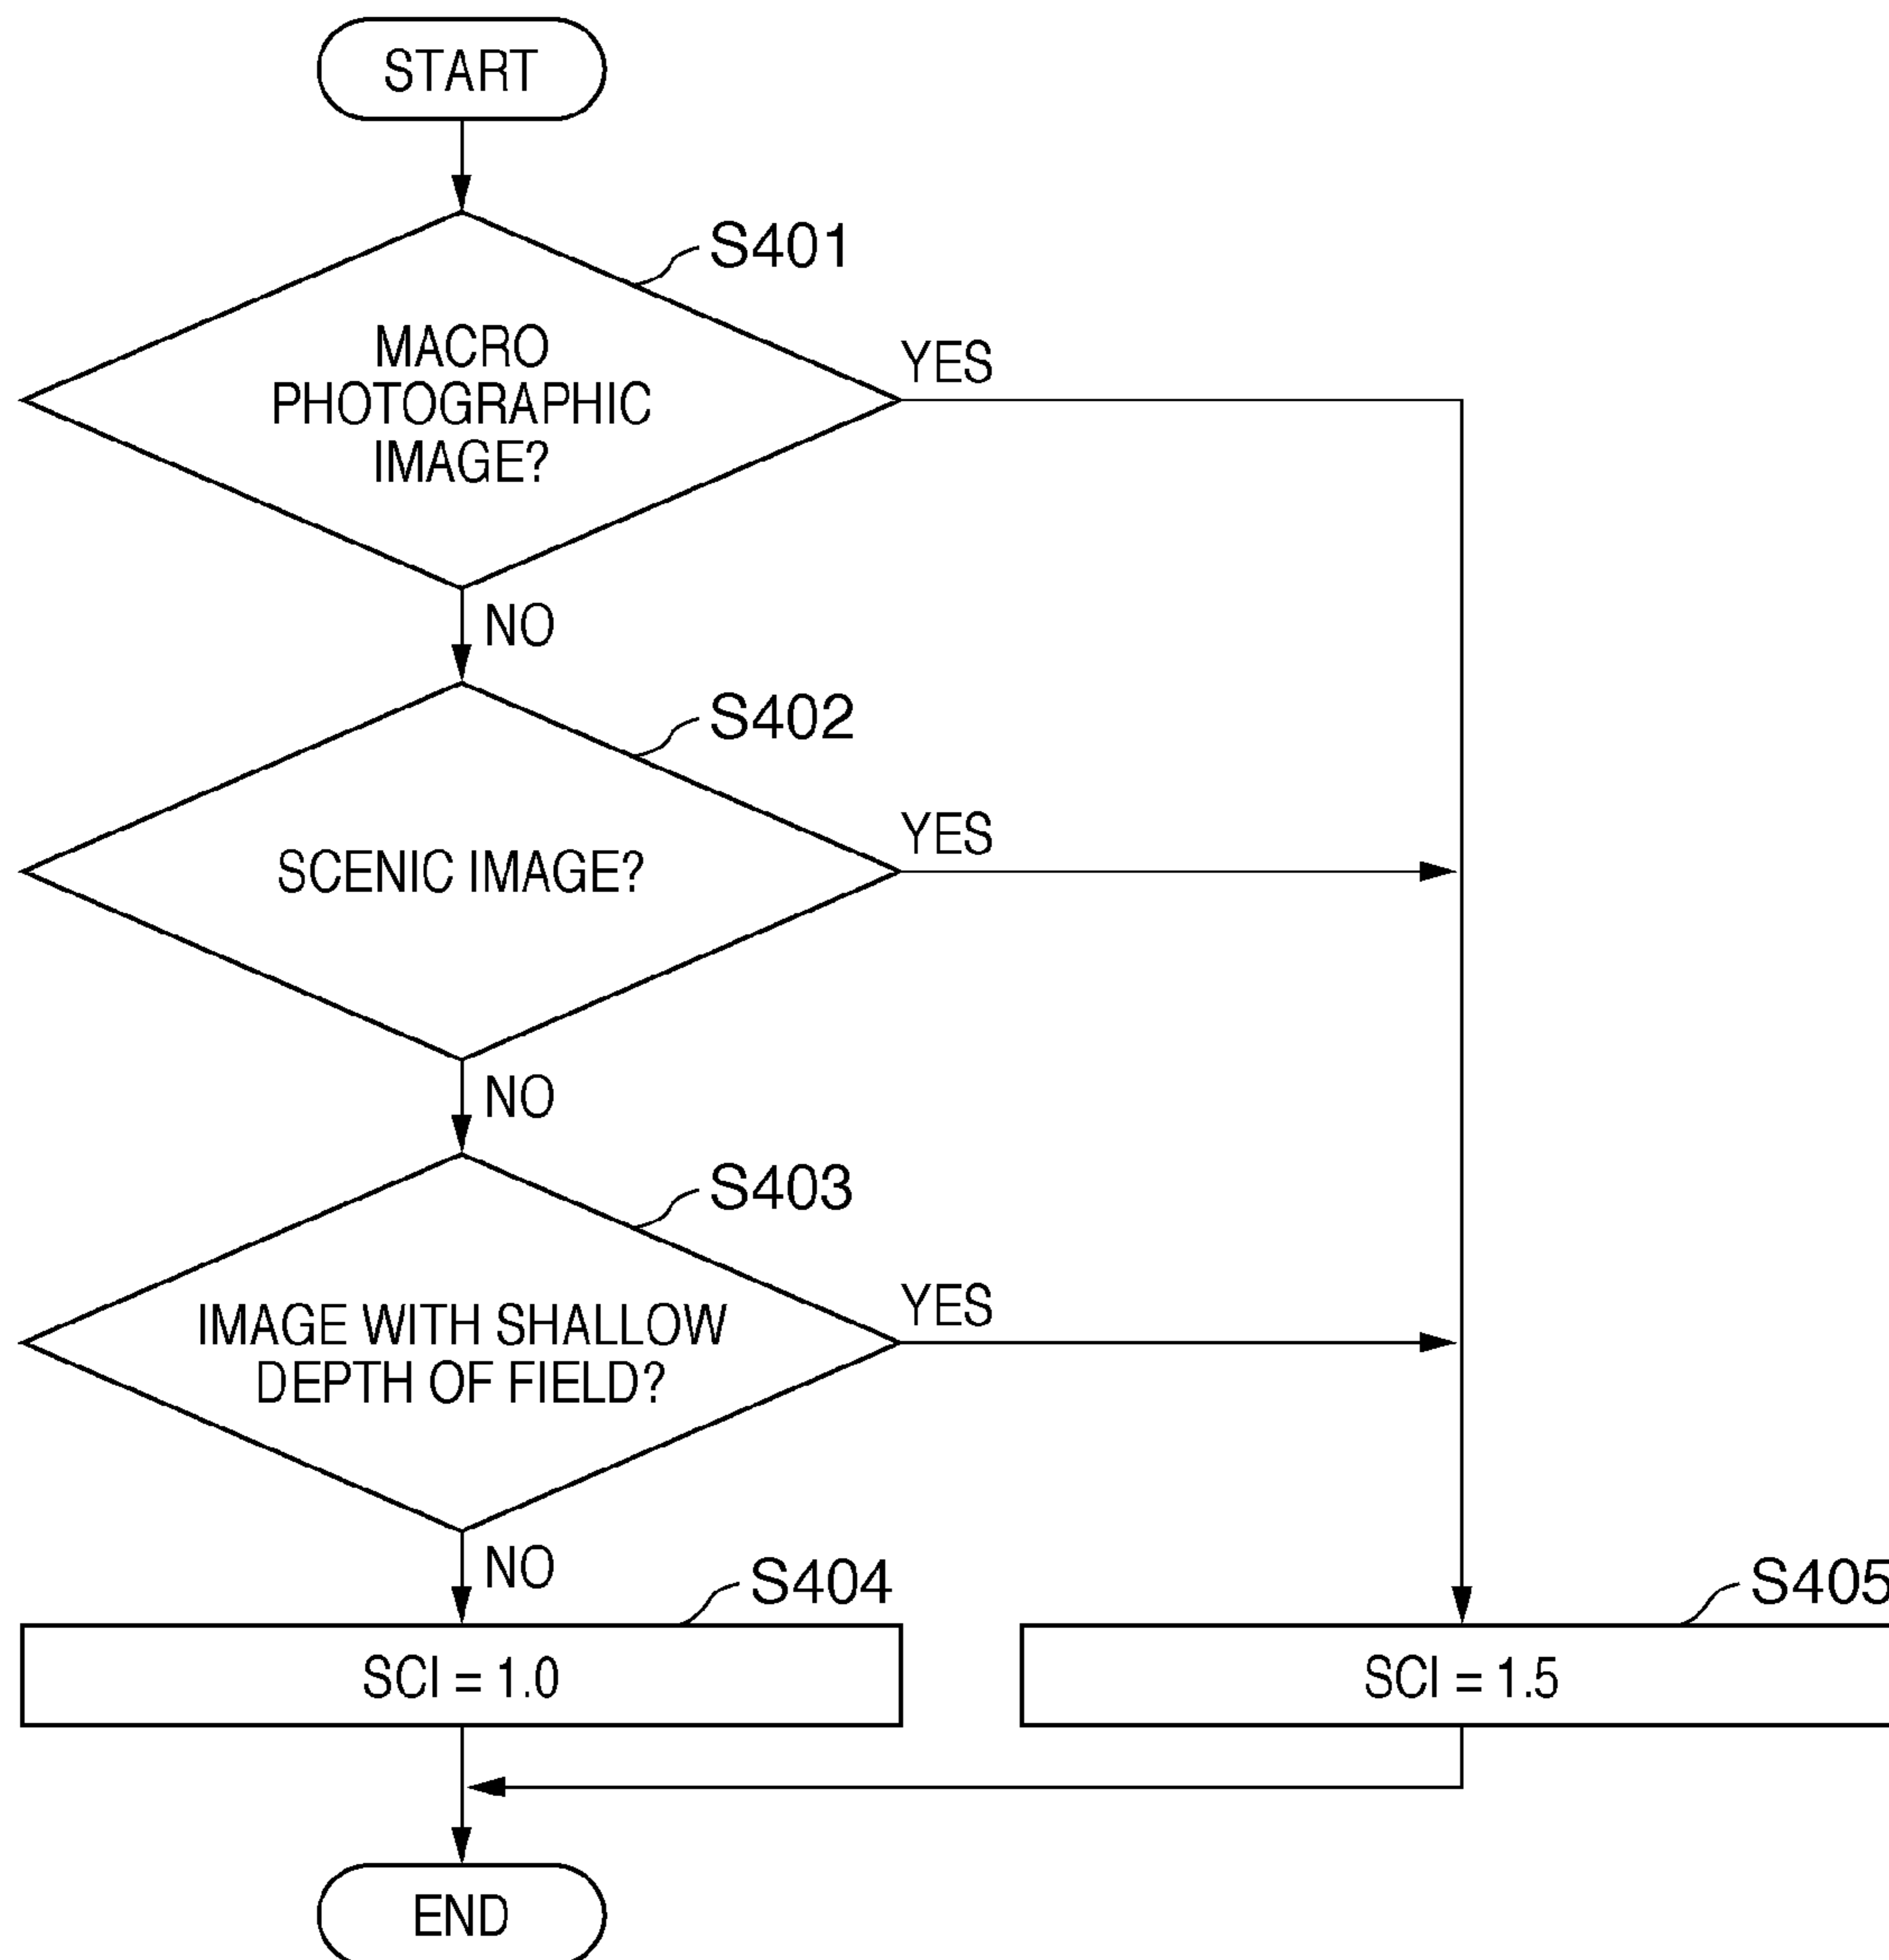 START
S401
MACRO
PHOTOGRAPHIC
IMAGE?
YES
NO
S402
SCENIC IMAGE?
YES
NO
S403
IMAGE WITH SHALLOW
DEPTH OF FIELD?
YES
NO
S404
SCI = 1.0
S405
SCI = 1.5
END